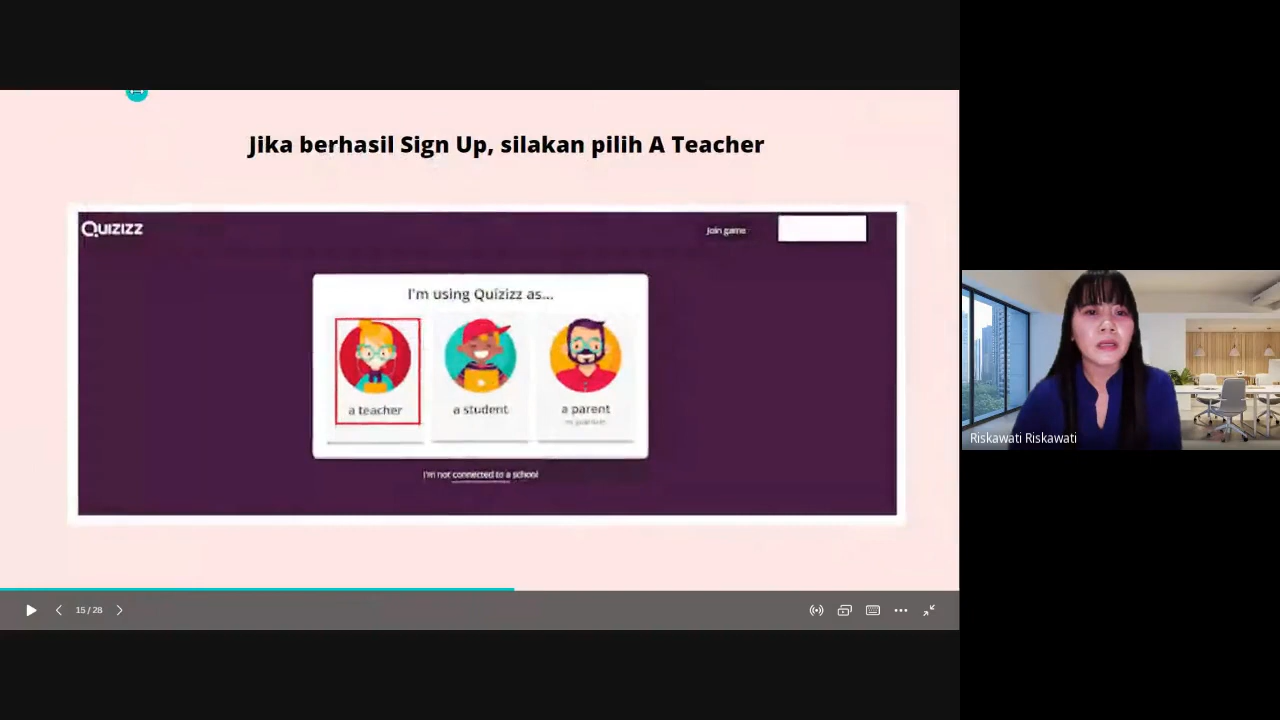 Jika berhasil Sign Up, silakan pilih A Teacher
QUIZIZZ
Join game
I'm using Quizizz as...
a teacher
a student
a parent
I'm not connected to a school
15 / 28
Riskawati Riskawati